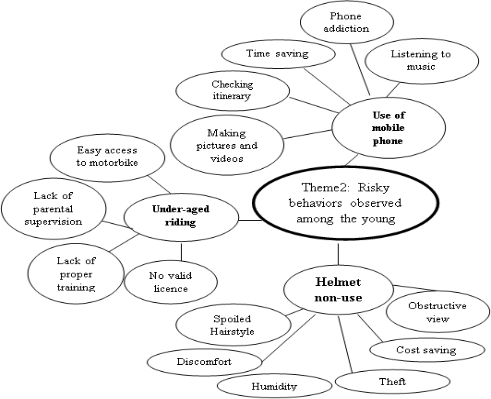 Phone
addiction
Time saving
Listening to
music
Checking
itinerary
Use of
mobile
phone
Making
pictures and
videos
Easy access
to motorbike
Theme2: Risky
behaviors observed
among the young
Lack of
parental
supervision
Under-aged
riding
Lack of
proper
training
No valid
licence
Helmet
non-use
Obstructive
view
Spoiled
Hairstyle
Cost saving
Discomfort
Humidity
Theft